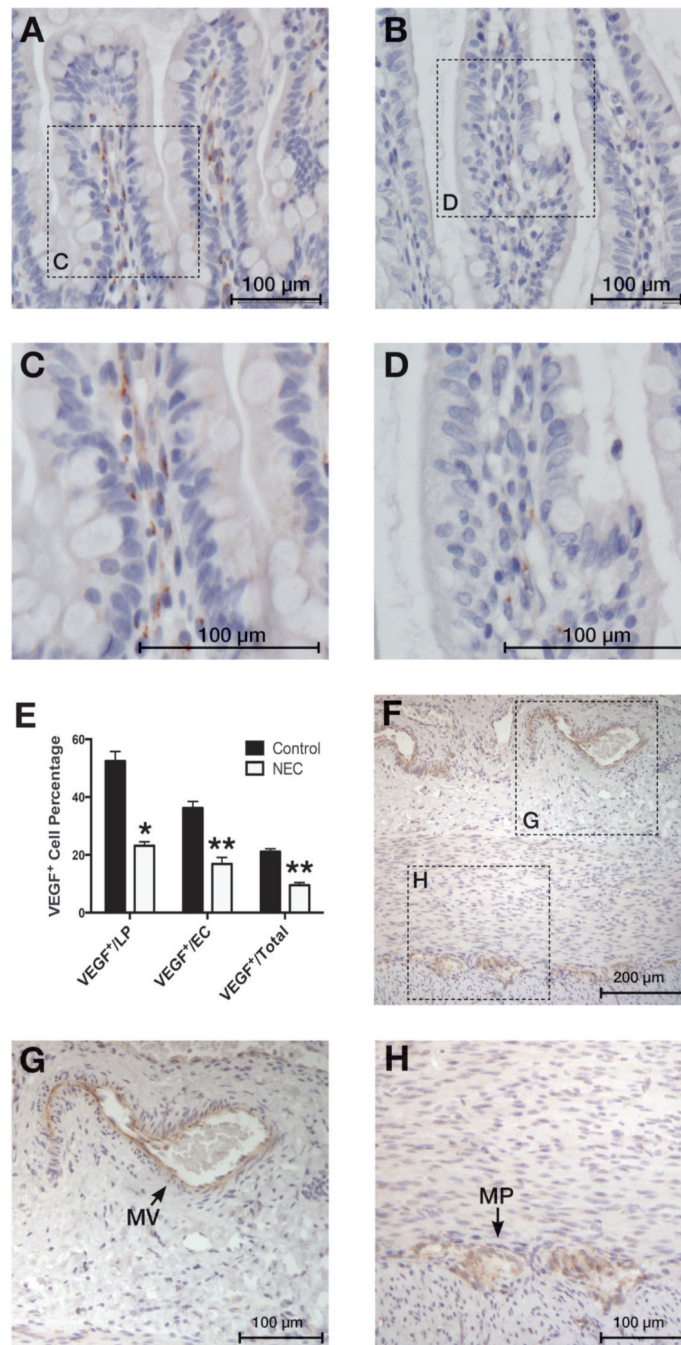 A
B
C
D
100 µm
100 µm
C
D
100 µm
100 µm
E
VEGF+ Cell Percentage
60
40
20
0
Control
NEC
*
**
**
VEGF+/LP
VEGF+/EC
VEGF+/Total
F
G
H
200 µm
G
MV
100 µm
H
MP
100 µm